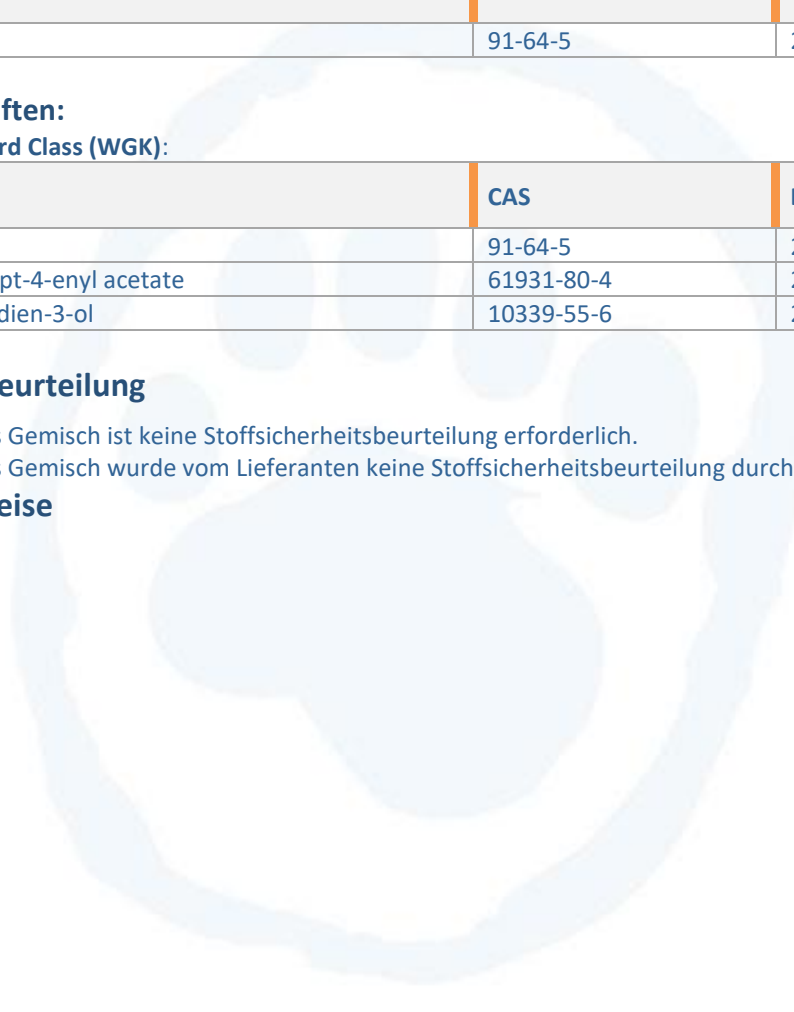 91-64-5
ften:
rd Class (WGK):
CAS
91-64-5
pt-4-enyl acetate 61931-80-4
dien-3-ol 10339-55-6
eurteilung
s Gemisch ist keine Stoffsicherheitsbeurteilung erforderlich.
s Gemisch wurde vom Lieferanten keine Stoffsicherheitsbeurteilung durch
eise